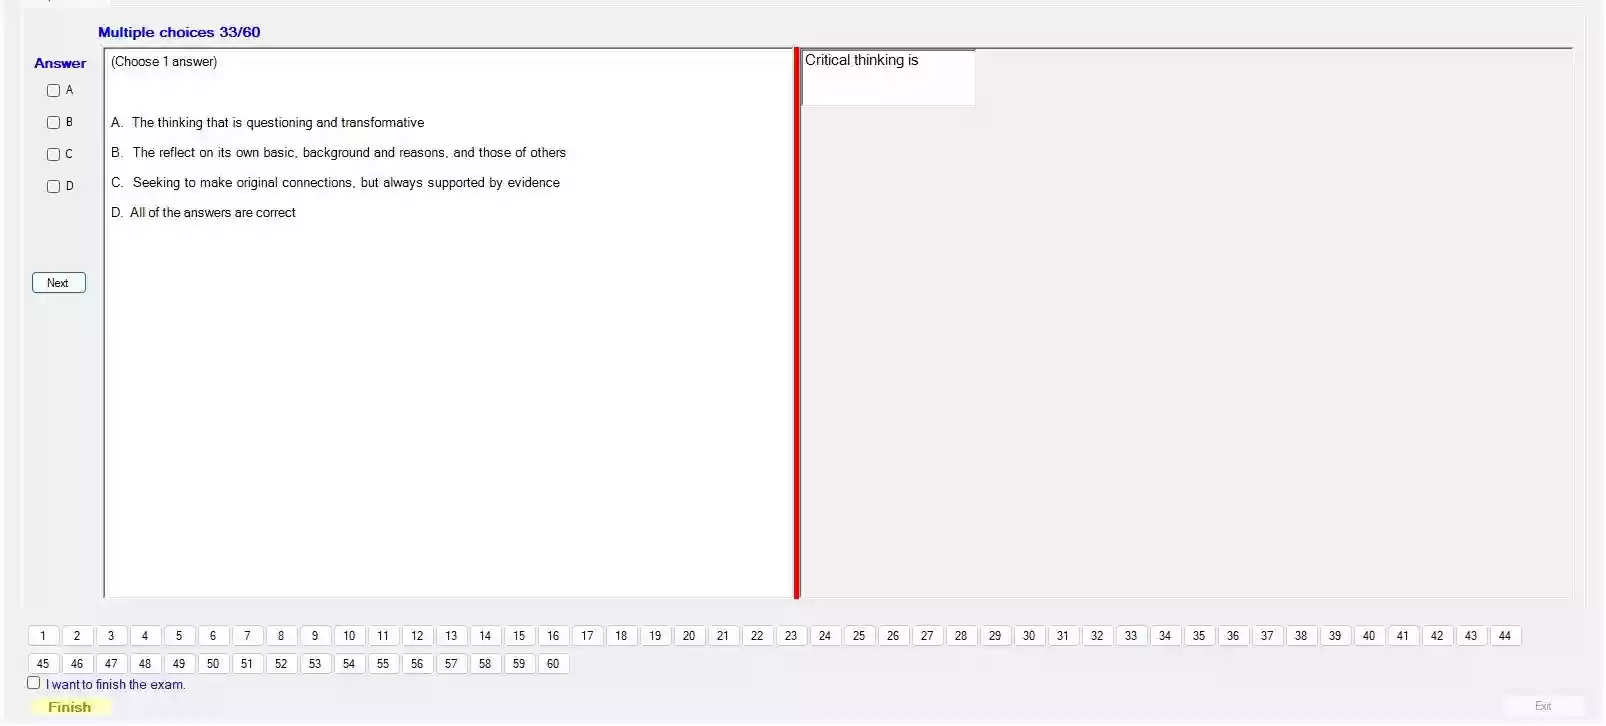 Multiple choices 33/60
Answer
(Choose 1 answer)
Critical thinking is
A
B
C
D
A. The thinking that is questioning and transformative
B. The reflect on its own basic, background and reasons, and those of others
C. Seeking to make original connections, but always supported by evidence
D. All of the answers are correct
Next
1 2 3 4 5 6 7 8 9 10 11 12 13 14 15 16 17 18 19 20 21 22 23 24 25 26 27 28 29 30 31 32 33 34 35 36 37 38 39 40 41 42 43 44
45 46 47 48 49 50 51 52 53 54 55 56 57 58 59 60
I want to finish the exam.
Finish
Exit